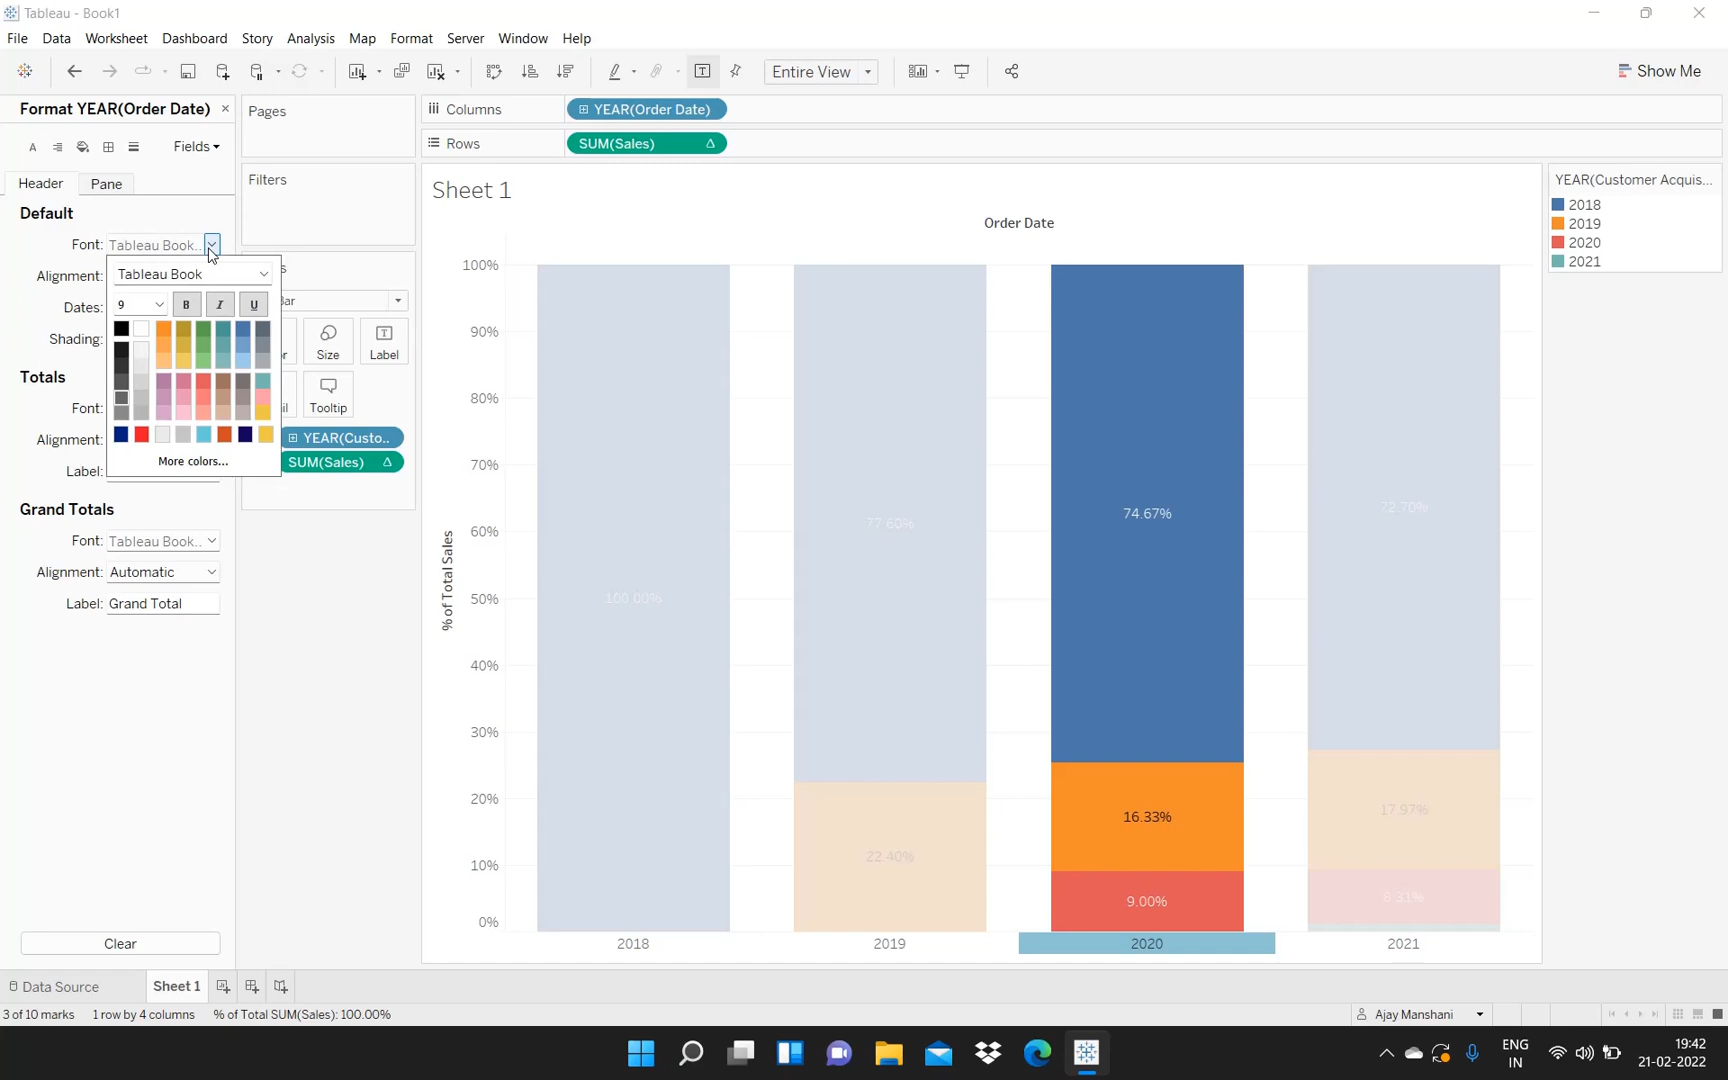 Tableau - Book1
File Data Worksheet Dashboard Story Analysis Map Format Server Window Help
Entire View
Show Me
Format YEAR(Order Date)
Fields
Header Pane
Default
Font: Tableau Book..
Alignment:
Dates:
Shading:
Tableau Book
9 B I U
More colors...
Totals
Font:
Alignment:
Label:
Grand Totals
Font: Tableau Book..
Alignment: Automatic
Label: Grand Total
Clear
Pages
Filters
Bar
Size
Label
Tooltip
YEAR(Custo..
SUM(Sales) Δ
Columns YEAR(Order Date)
Rows SUM(Sales) Δ
Sheet 1
Order Date
% of Total Sales
100%
90%
80%
70%
60%
50%
40%
30%
20%
10%
0%
100.00%
77.60%
22.40%
74.67%
16.33%
9.00%
72.70%
17.97%
8.31%
2018 2019 2020 2021
YEAR(Customer Acquis...
2018
2019
2020
2021
Data Source Sheet 1
3 of 10 marks 1 row by 4 columns % of Total SUM(Sales): 100.00%
Ajay Manshani
ENG
IN
19:42
21-02-2022